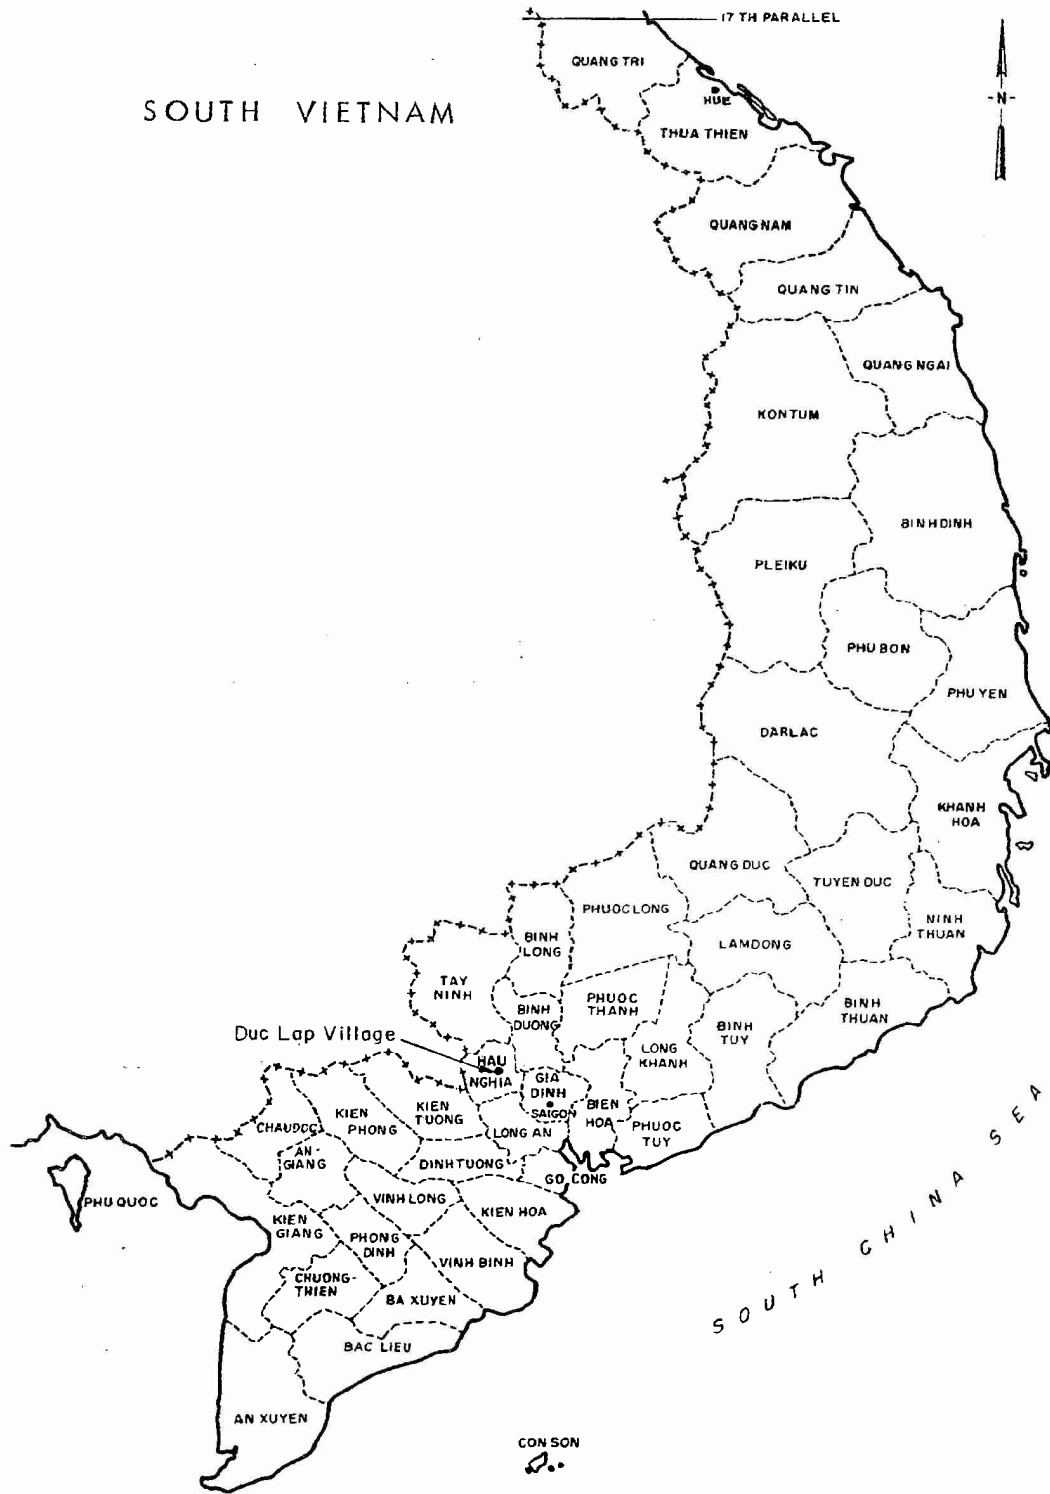 17 TH PARALLEL
SOUTH VIETNAM
-N-
QUANG TRI
HUE
THUA THIEN
QUANG NAM
QUANG TIN
QUANG NGAI
KONTUM
BINH DINH
PLEIKU
PHU BON
PHU YEN
DARLAC
KHANH
HOA
QUANG DUC
TUYEN DUC
PHUOC LONG
NINH
THUAN
BINH
LONG
LAMDONG
TAY
NINH
PHUOC
THANH
BINH
THUAN
BINH
DUONG
BINH
TUY
Duc Lap Village
LONG
KHANH
HAU
NGHIA
GIA
DINH
SAIGON
BIEN
HOA
PHUOC
TUY
KIEN
TUONG
KIEN
PHONG
CHAUDOC
LONG AN
AN-
GIANG
DINH TUONG
GO CONG
PHU QUOC
VINH LONG
KIEN HOA
KIEN
GIANG
PHONG
DINH
VINH BINH
CHUONG-
THIEN
BA XUYEN
BAC LIEU
AN XUYEN
SOUTH CHINA SEA
CON SON